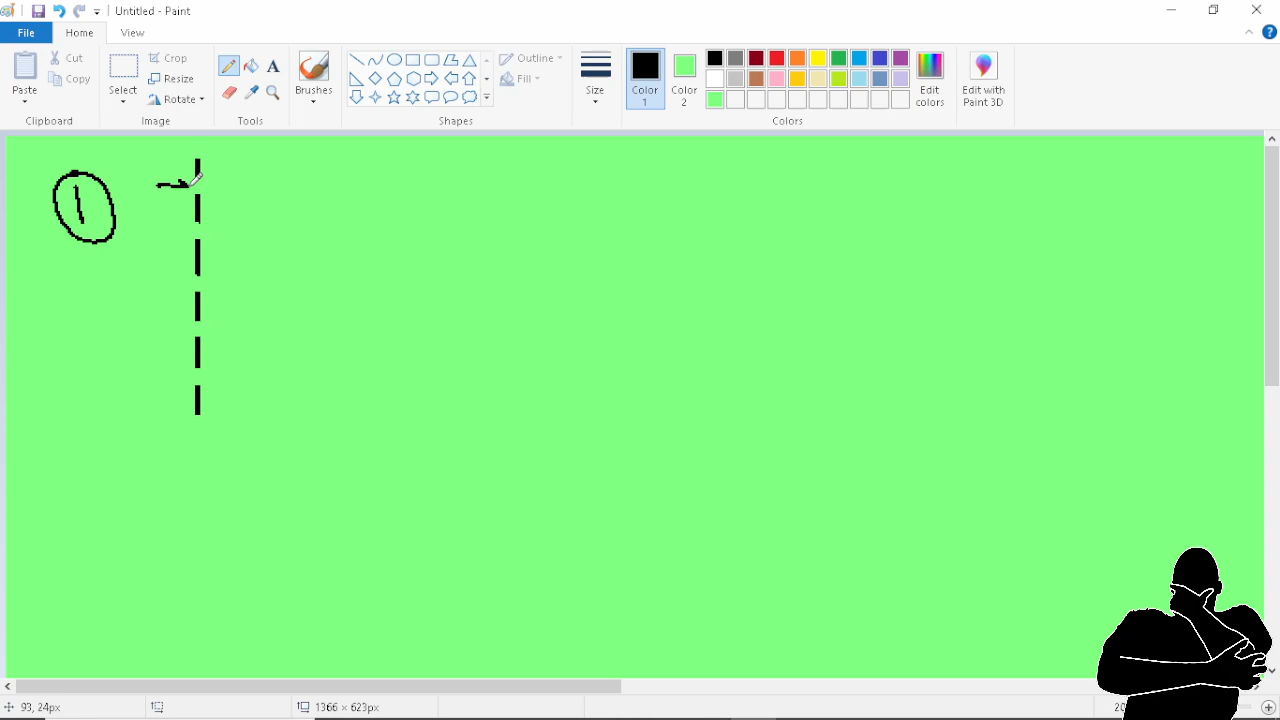 Untitled - Paint
File Home View
Paste
Cut
Copy
Clipboard
Select
Crop
Resize
Rotate
Image
A
Tools
Brushes
Outline
Fill
Shapes
Size
Color 1
Color 2
Edit colors
Colors
Edit with Paint 3D
1
93, 24px
1366 × 623px